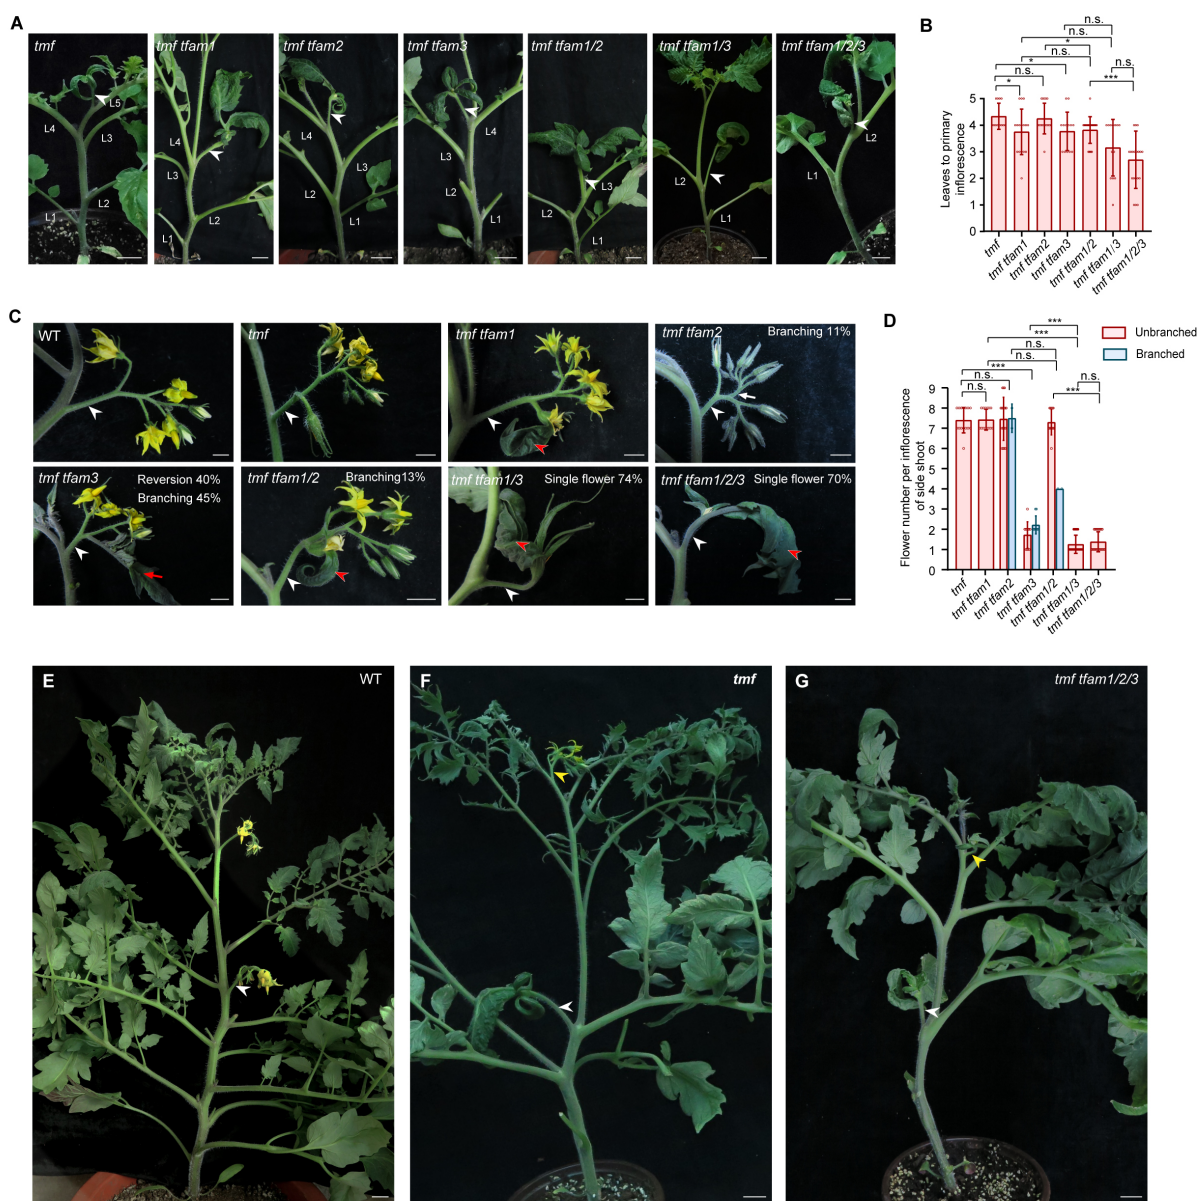 A
tmf
tmf tfam1
tmf tfam2
tmf tfam3
tmf tfam1/2
tmf tfam1/3
tmf tfam1/2/3
L5
L4
L3
L2
L1
L4
L3
L2
L1
L4
L3
L2
L1
L4
L3
L2
L1
L3
L2
L1
L2
L1
L2
L1
B
n.s.
n.s.
*
*
*
n.s.
n.s.
*
***
Leaves to primary
inflorescence
5
4
3
2
1
0
tmf
tmf tfam1
tmf tfam2
tmf tfam3
tmf tfam1/2
tmf tfam1/3
tmf tfam1/2/3
C
WT
tmf
tmf tfam1
tmf tfam2
Branching 11%
tmf tfam3
Reversion 40%
Branching 45%
tmf tfam1/2
Branching13%
tmf tfam1/3
Single flower 74%
tmf tfam1/2/3
Single flower 70%
D
Unbranched
Branched
***
***
n.s.
n.s.
***
n.s.
n.s.
n.s.
***
Flower number per inflorescence
of side shoot
9
8
7
6
5
4
3
2
1
0
tmf
tmf tfam1
tmf tfam2
tmf tfam3
tmf tfam1/2
tmf tfam1/3
tmf tfam1/2/3
E
WT
F
tmf
G
tmf tfam1/2/3